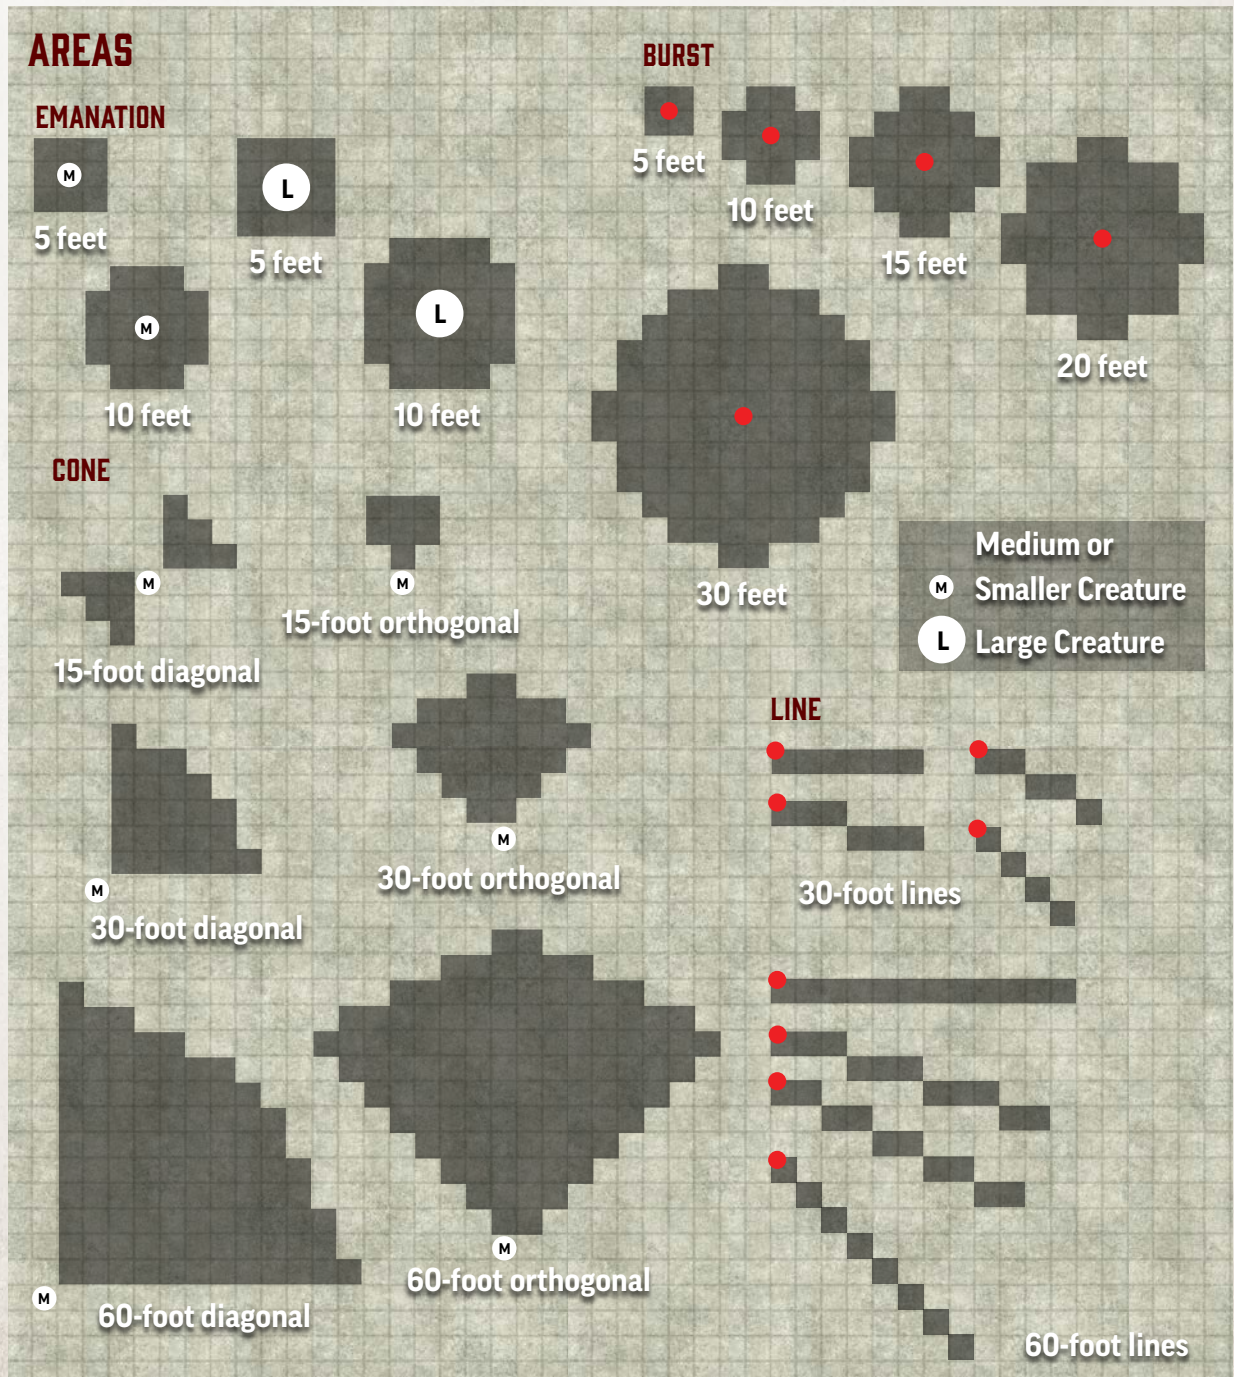 AREAS
EMANATION
M
5 feet
L
5 feet
M
10 feet
L
10 feet
BURST
5 feet
10 feet
15 feet
20 feet
30 feet
Medium or
M Smaller Creature
L Large Creature
CONE
M
15-foot diagonal
M
15-foot orthogonal
M
30-foot diagonal
M
30-foot orthogonal
M
60-foot diagonal
M
60-foot orthogonal
LINE
30-foot lines
60-foot lines